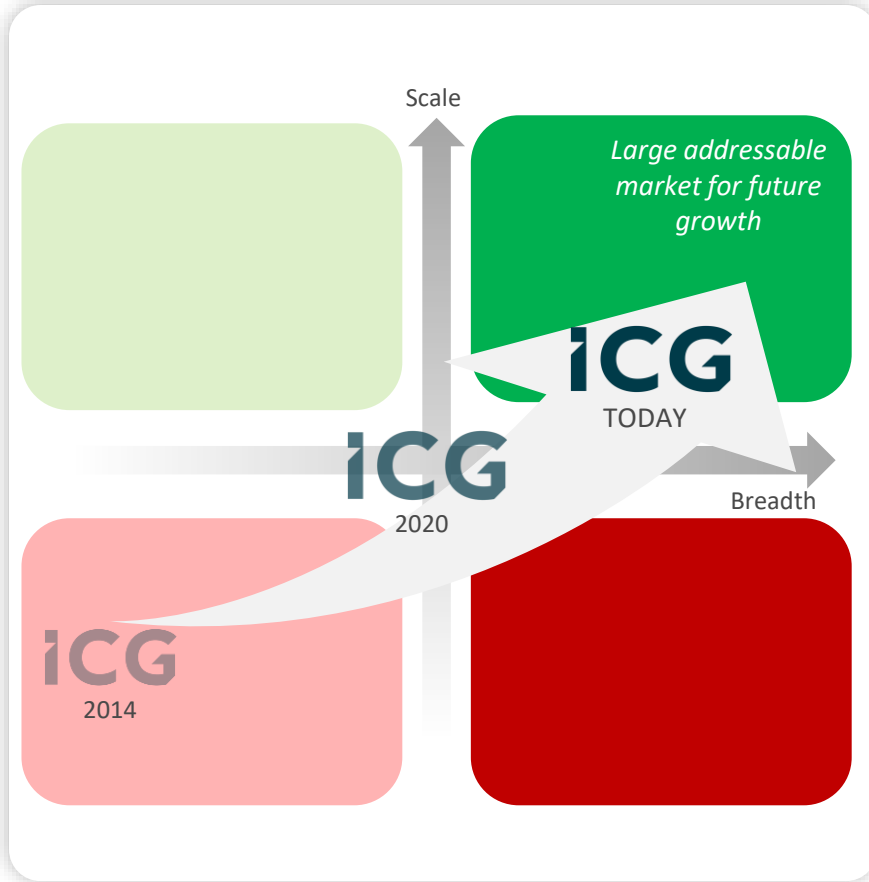 Scale
Large addressable
market for future
growth
iCG
TODAY
iCG
2020
Breadth
iCG
2014